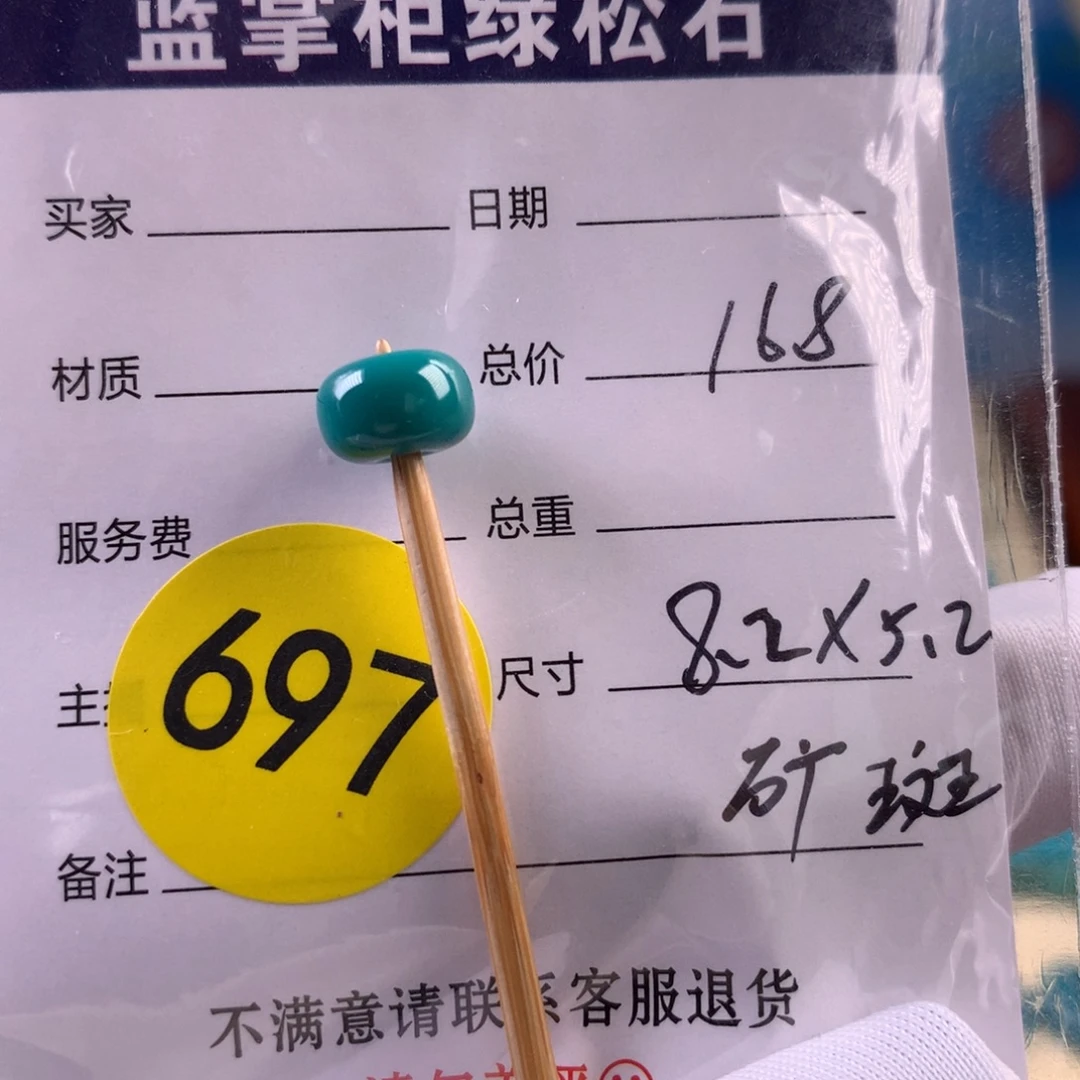 蓝掌柜绿松石
买家 日期
材质 总价 168
服务费 总重
697
主 尺寸 8.2X5.2
矿斑
备注
不满意请联系客服退货